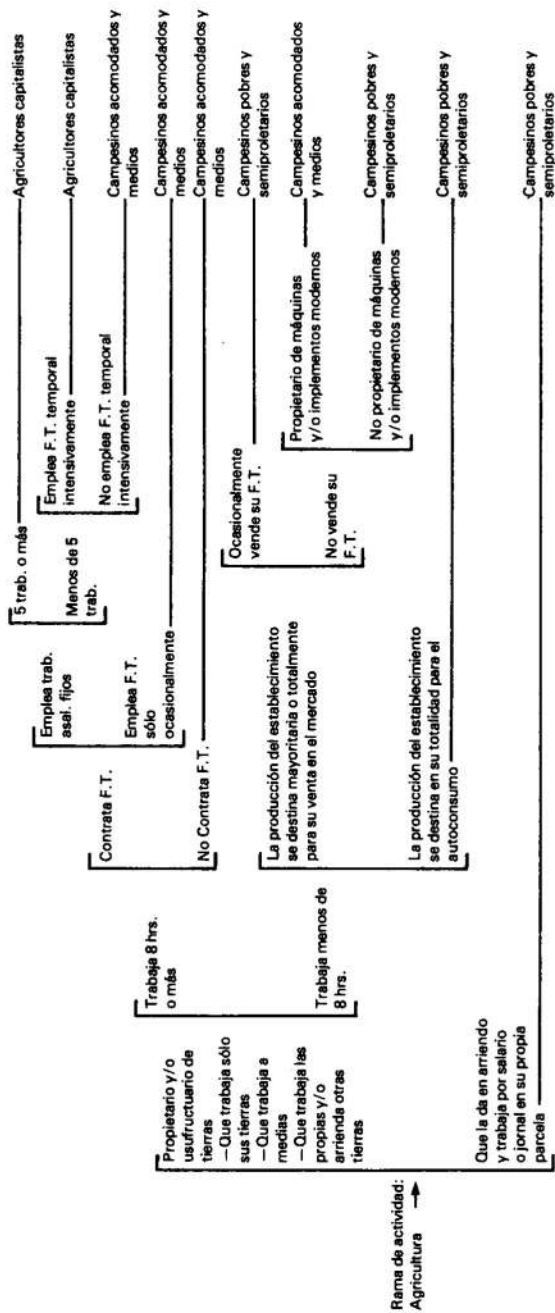 Rama de actividad:
Agricultura
Propietario y/o
usufructuario de
tierras
– Que trabaja sólo
sus tierras
– Que trabaja a
medias
– Que trabaja las
propias y/o
arrienda otras
tierras
Que la da en arriendo
y trabaja por salario
o jornal en su propia
parcela
Trabaja 8 hrs.
o más
Trabaja menos de
8 hrs.
Contrata F.T.
No Contrata F.T.
La producción del establecimiento
se destina mayoritaria o totalmente
para su venta en el mercado
La producción del establecimiento
se destina en su totalidad para el
autoconsumo
Emplea trab.
asal. fijos
Emplea F.T.
sólo
ocasionalmente
5 trab. o más
Menos de 5
trab.
Ocasionalmente
vende su F.T.
No vende su
F.T.
Emplea F.T. temporal
intensivamente
No emplea F.T. temporal
intensivamente
Propietario de máquinas
y/o implementos modernos
No propietario de máquinas
y/o implementos modernos
Agricultores capitalistas
Agricultores capitalistas
Campesinos acomodados y
medios
Campesinos acomodados y
medios
Campesinos acomodados y
medios
Campesinos pobres y
semiproletarios
Campesinos acomodados
y medios
Campesinos pobres y
semiproletarios
Campesinos pobres y
semiproletarios
Campesinos pobres y
semiproletarios